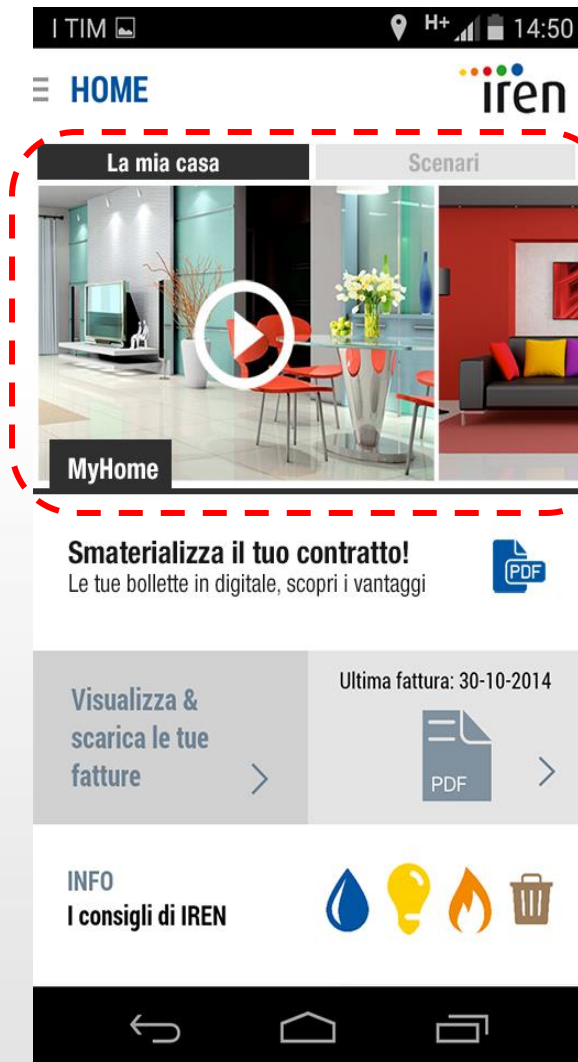 I TIM H+ 14:50
HOME
iren
La mia casa
Scenari
MyHome
Smaterializza il tuo contratto!
Le tue bollette in digitale, scopri i vantaggi
PDF
Visualizza &
scarica le tue
fatture
Ultima fattura: 30-10-2014
PDF
INFO
I consigli di IREN